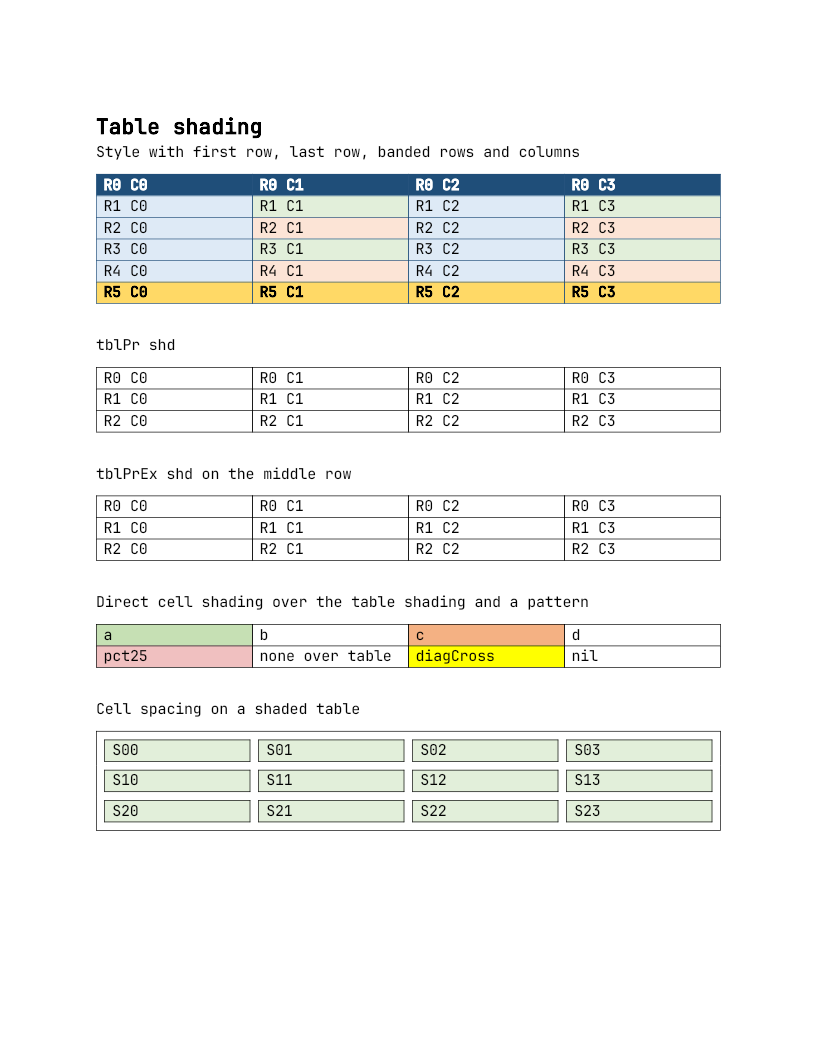 Table shading
Style with first row, last row, banded rows and columns
R0 C0 R0 C1 R0 C2 R0 C3
R1 C0 R1 C1 R1 C2 R1 C3
R2 C0 R2 C1 R2 C2 R2 C3
R3 C0 R3 C1 R3 C2 R3 C3
R4 C0 R4 C1 R4 C2 R4 C3
R5 C0 R5 C1 R5 C2 R5 C3
tblPr shd
R0 C0 R0 C1 R0 C2 R0 C3
R1 C0 R1 C1 R1 C2 R1 C3
R2 C0 R2 C1 R2 C2 R2 C3
tblPrEx shd on the middle row
R0 C0 R0 C1 R0 C2 R0 C3
R1 C0 R1 C1 R1 C2 R1 C3
R2 C0 R2 C1 R2 C2 R2 C3
Direct cell shading over the table shading and a pattern
a b c d
pct25 none over table diagCross nil
Cell spacing on a shaded table
S00 S01 S02 S03
S10 S11 S12 S13
S20 S21 S22 S23